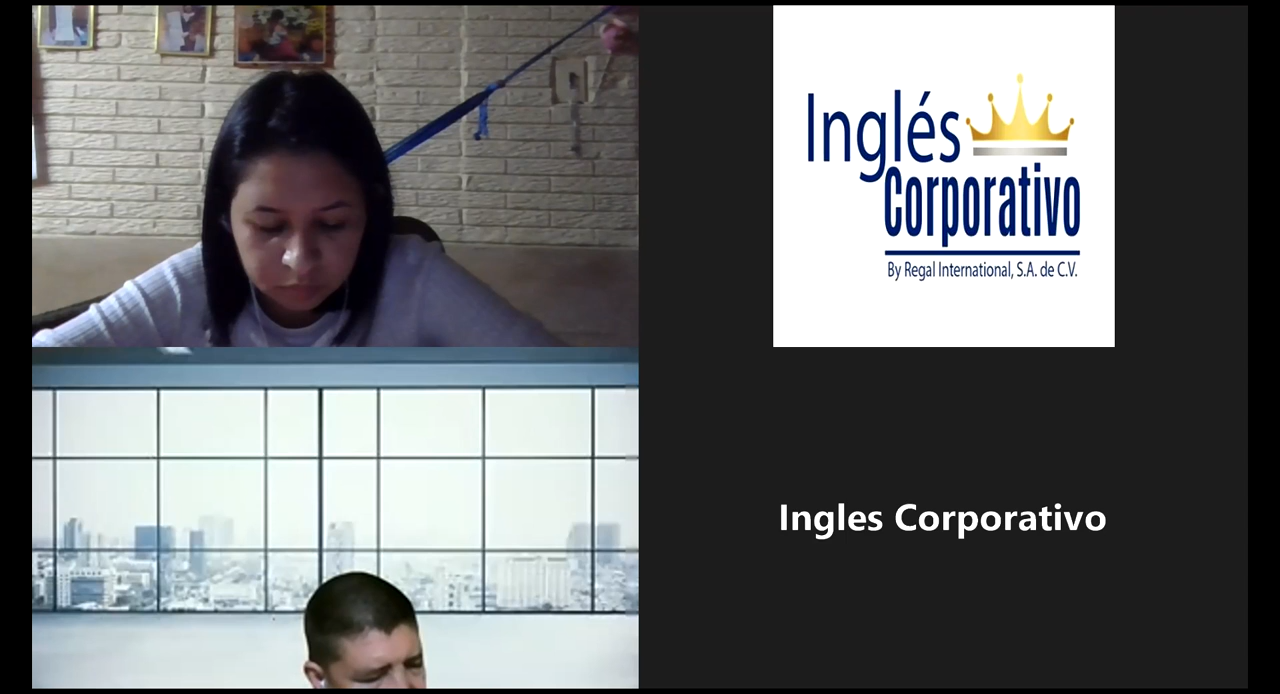 Inglés
Corporativo
By Regal International, S.A. de C.V.
Ingles Corporativo